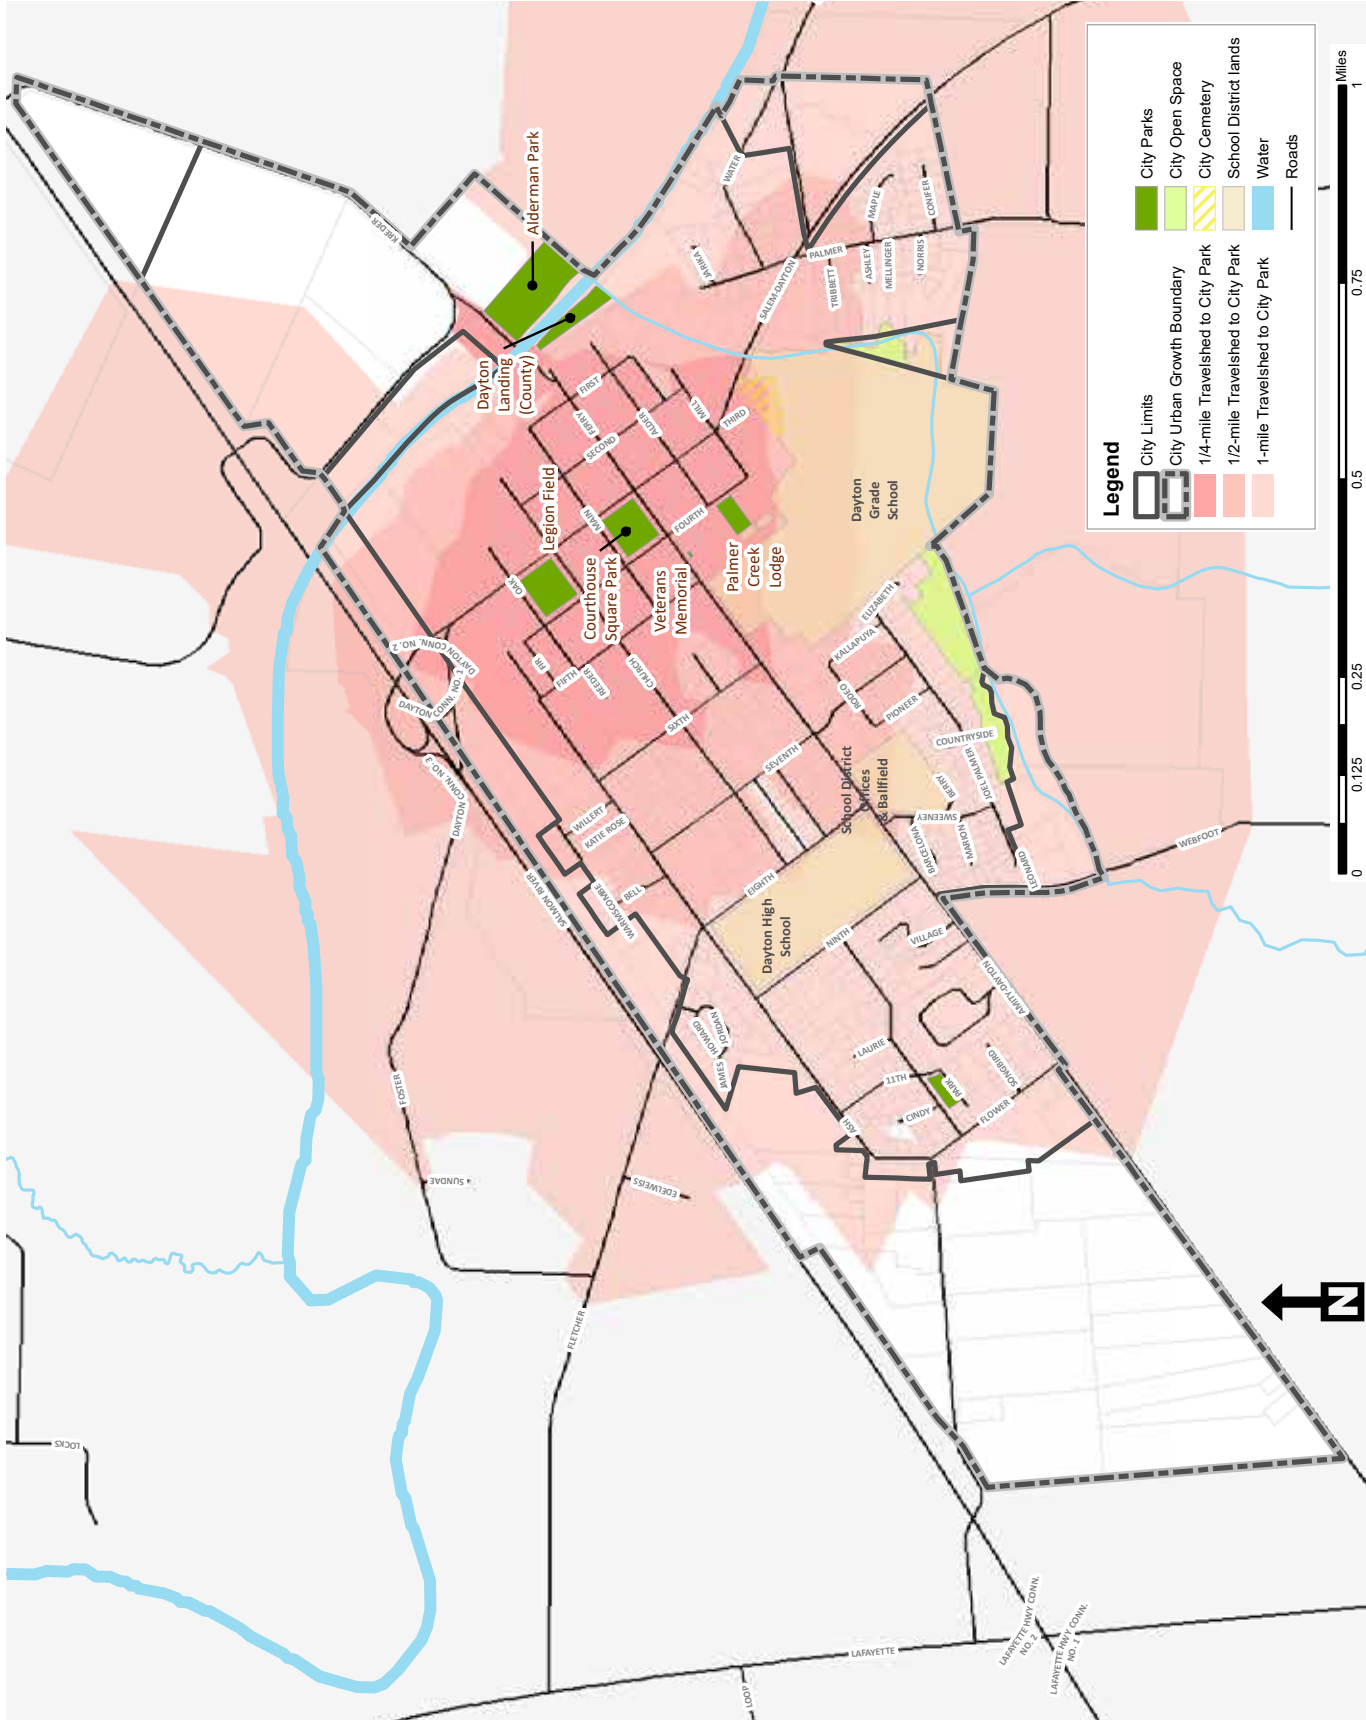 Legend
City Limits
City Urban Growth Boundary
1/4-mile Travelshed to City Park
1/2-mile Travelshed to City Park
1-mile Travelshed to City Park
City Parks
City Open Space
City Cemetery
School District lands
Water
Roads
0
0.125
0.25
0.5
0.75
1
Miles
N
Alderman Park
Dayton
Landing
(County)
Legion Field
Courthouse
Square Park
Veterans
Memorial
Palmer
Creek
Lodge
Dayton
Grade
School
School District
Offices
& Ballfield
Dayton High
School
KREDER
WATER
JARIKA
SALEM-DAYTON
PALMER
TRIBBETT
ASHLEY
MELLINGER
NORRIS
MAPLE
CONIFER
FIRST
FERRY
SECOND
ALDER
MILL
THIRD
MAIN
FOURTH
OAK
FIR
FIFTH
REEDER
CHURCH
SIXTH
SEVENTH
DAYTON CONN. NO. 2
DAYTON
CONN. NO. 1
DAYTON
CONN. NO. 3
SALMON RIVER
WILLERT
KATIE ROSE
WARMISCOMBE
BELL
EIGHTH
NINTH
ELIZABETH
KALLAPUYA
RODEO
PIONEER
COUNTRYSIDE
JOEL PALMER
BERRY
SWEENEY
MARION
BARCELONA
LEONARD
WEBFOOT
VILLAGE
AMITY-DAYTON
JORDAN
HOWARD
JAMES
LAURIE
11TH
PARK
SONGBIRD
CINDY
FLOWER
ASH
FOSTER
SUNDAE
EDELWEISS
FLETCHER
LOCKS
LAFAYETTE
LOOP
LAFAYETTE HWY CONN.
NO. 2
LAFAYETTE HWY CONN.
NO. 1